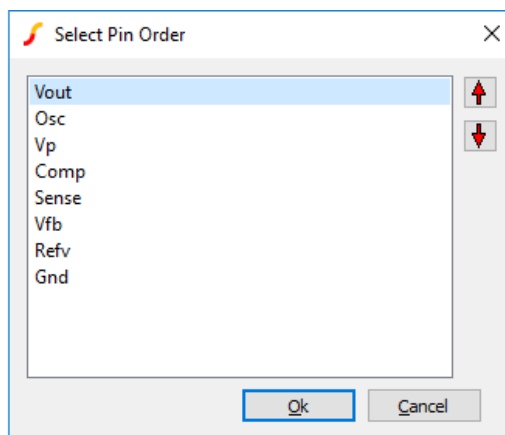 Select Pin Order
Vout
Osc
Vp
Comp
Sense
Vfb
Refv
Gnd
Ok
Cancel